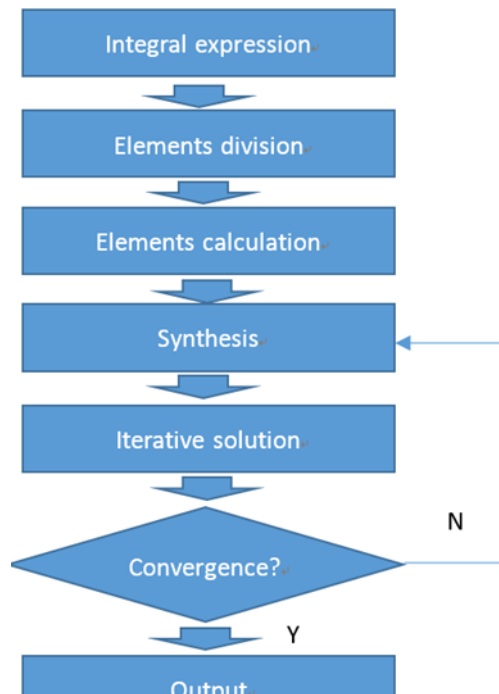 Integral expression
Elements division
Elements calculation
Synthesis
Iterative solution
N
Convergence?
Y
Output